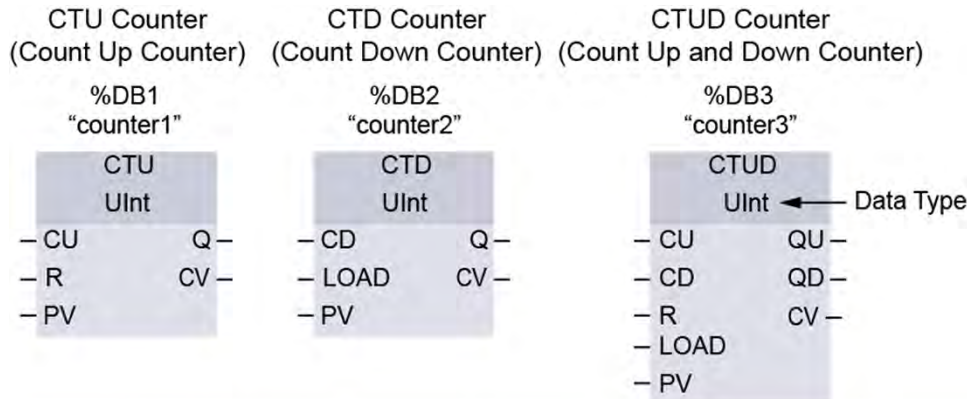 CTU Counter
(Count Up Counter)
%DB1
“counter1”
CTU
UInt
CU Q
R CV
PV
CTD Counter
(Count Down Counter)
%DB2
“counter2”
CTD
UInt
CD Q
LOAD CV
PV
CTUD Counter
(Count Up and Down Counter)
%DB3
“counter3”
CTUD
UInt Data Type
CU QU
CD QD
R CV
LOAD
PV